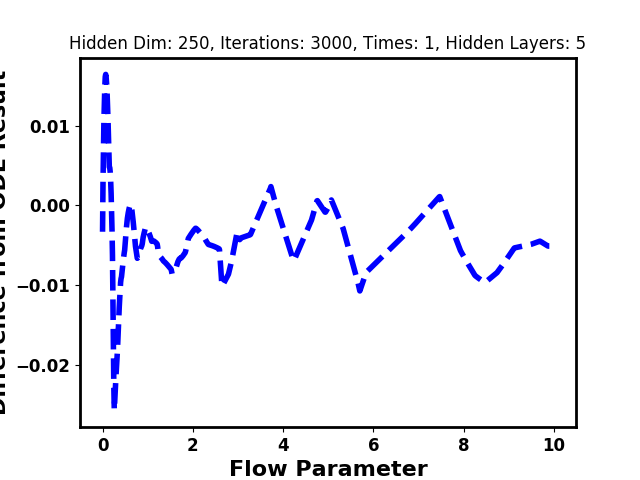 Hidden Dim: 250, Iterations: 3000, Times: 1, Hidden Layers: 5
Difference from ODE Result
0.01
0.00
−0.01
−0.02
0 2 4 6 8 10
Flow Parameter